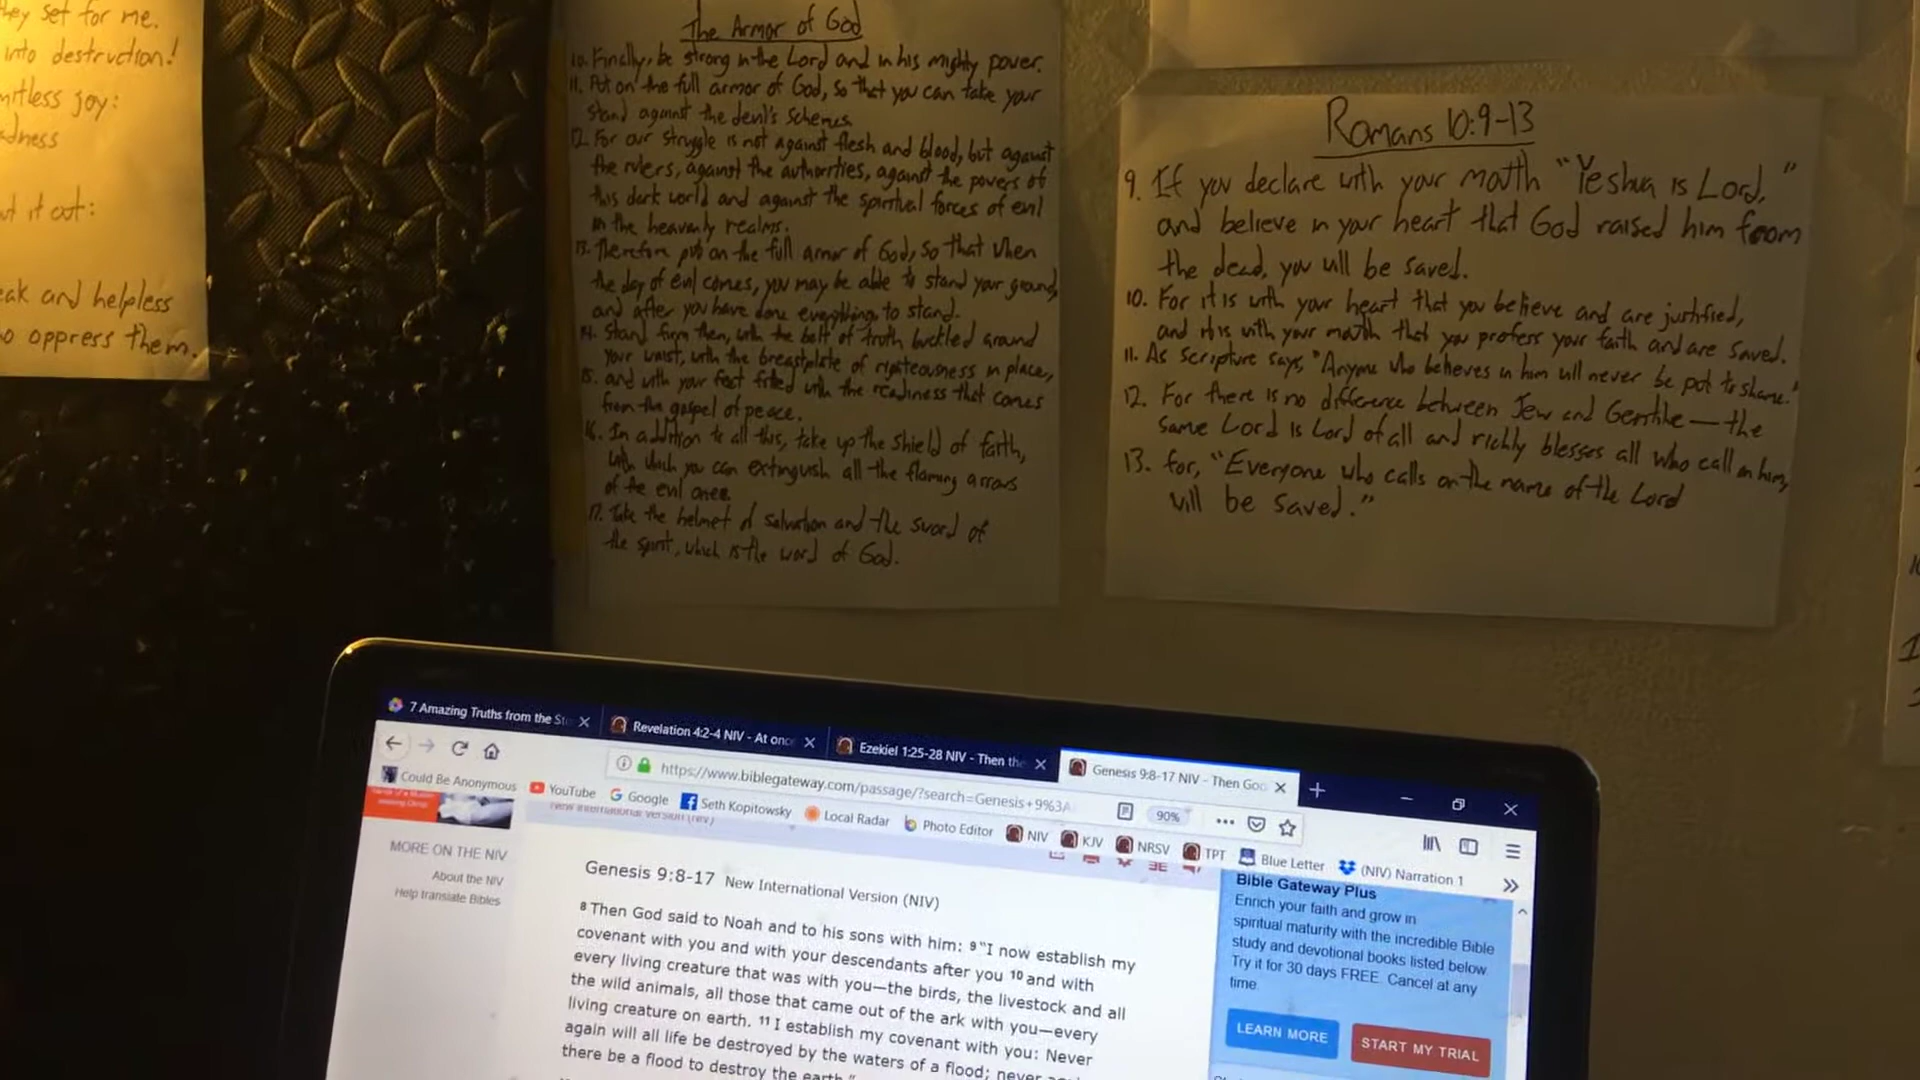 hey set for me.
into destruction!
mitless joy:
adness
ut it out:
eak and helpless
o oppress them.
The Armor of God
10. Finally, be strong in the Lord and in his mighty power.
11. Put on the full armor of God, so that you can take your
stand against the devil's schemes.
12. For our struggle is not against flesh and blood, but against
the rulers, against the authorities, against the powers of
this dark world and against the spiritual forces of evil
in the heavenly realms.
13. Therefore put on the full armor of God, so that when
the day of evil comes, you may be able to stand your ground,
and after you have done everything, to stand.
14. Stand firm then, with the belt of truth buckled around
your waist, with the breastplate of righteousness in place,
15. and with your feet fitted with the readiness that comes
from the gospel of peace.
16. In addition to all this, take up the shield of faith,
with which you can extinguish all the flaming arrows
of the evil one.
17. Take the helmet of salvation and the sword of
the spirit, which is the word of God.
Romans 10:9-13
9. If you declare with your mouth "Yeshua is Lord,"
and believe in your heart that God raised him from
the dead, you will be saved.
10. For it is with your heart that you believe and are justified,
and it is with your mouth that you profess your faith and are saved.
11. As Scripture says, "Anyone who believes in him will never be put to shame."
12. For there is no difference between Jew and Gentile — the
same Lord is Lord of all and richly blesses all who call on him,
13. for, "Everyone who calls on the name of the Lord
will be saved."
7 Amazing Truths from the St
Revelation 4:2-4 NIV - At onc
Ezekiel 1:25-28 NIV - Then the
Genesis 9:8-17 NIV - Then God
https://www.biblegateway.com/passage/?search=Genesis+9%3A
90%
Could Be Anonymous
YouTube
Google
Seth Kopitowsky
Local Radar
Photo Editor
NIV
KJV
NRSV
TPT
Blue Letter
(NIV) Narration 1
New International Version (NIV)
MORE ON THE NIV
About the NIV
Help translate Bibles
Genesis 9:8-17 New International Version (NIV)
8 Then God said to Noah and to his sons with him: 9 "I now establish my
covenant with you and with your descendants after you 10 and with
every living creature that was with you—the birds, the livestock and all
the wild animals, all those that came out of the ark with you—every
living creature on earth. 11 I establish my covenant with you: Never
again will all life be destroyed by the waters of a flood; never
there be a flood to destroy the earth."
Bible Gateway Plus
Enrich your faith and grow in
spiritual maturity with the incredible Bible
study and devotional books listed below.
Try it for 30 days FREE. Cancel at any
time.
LEARN MORE
START MY TRIAL